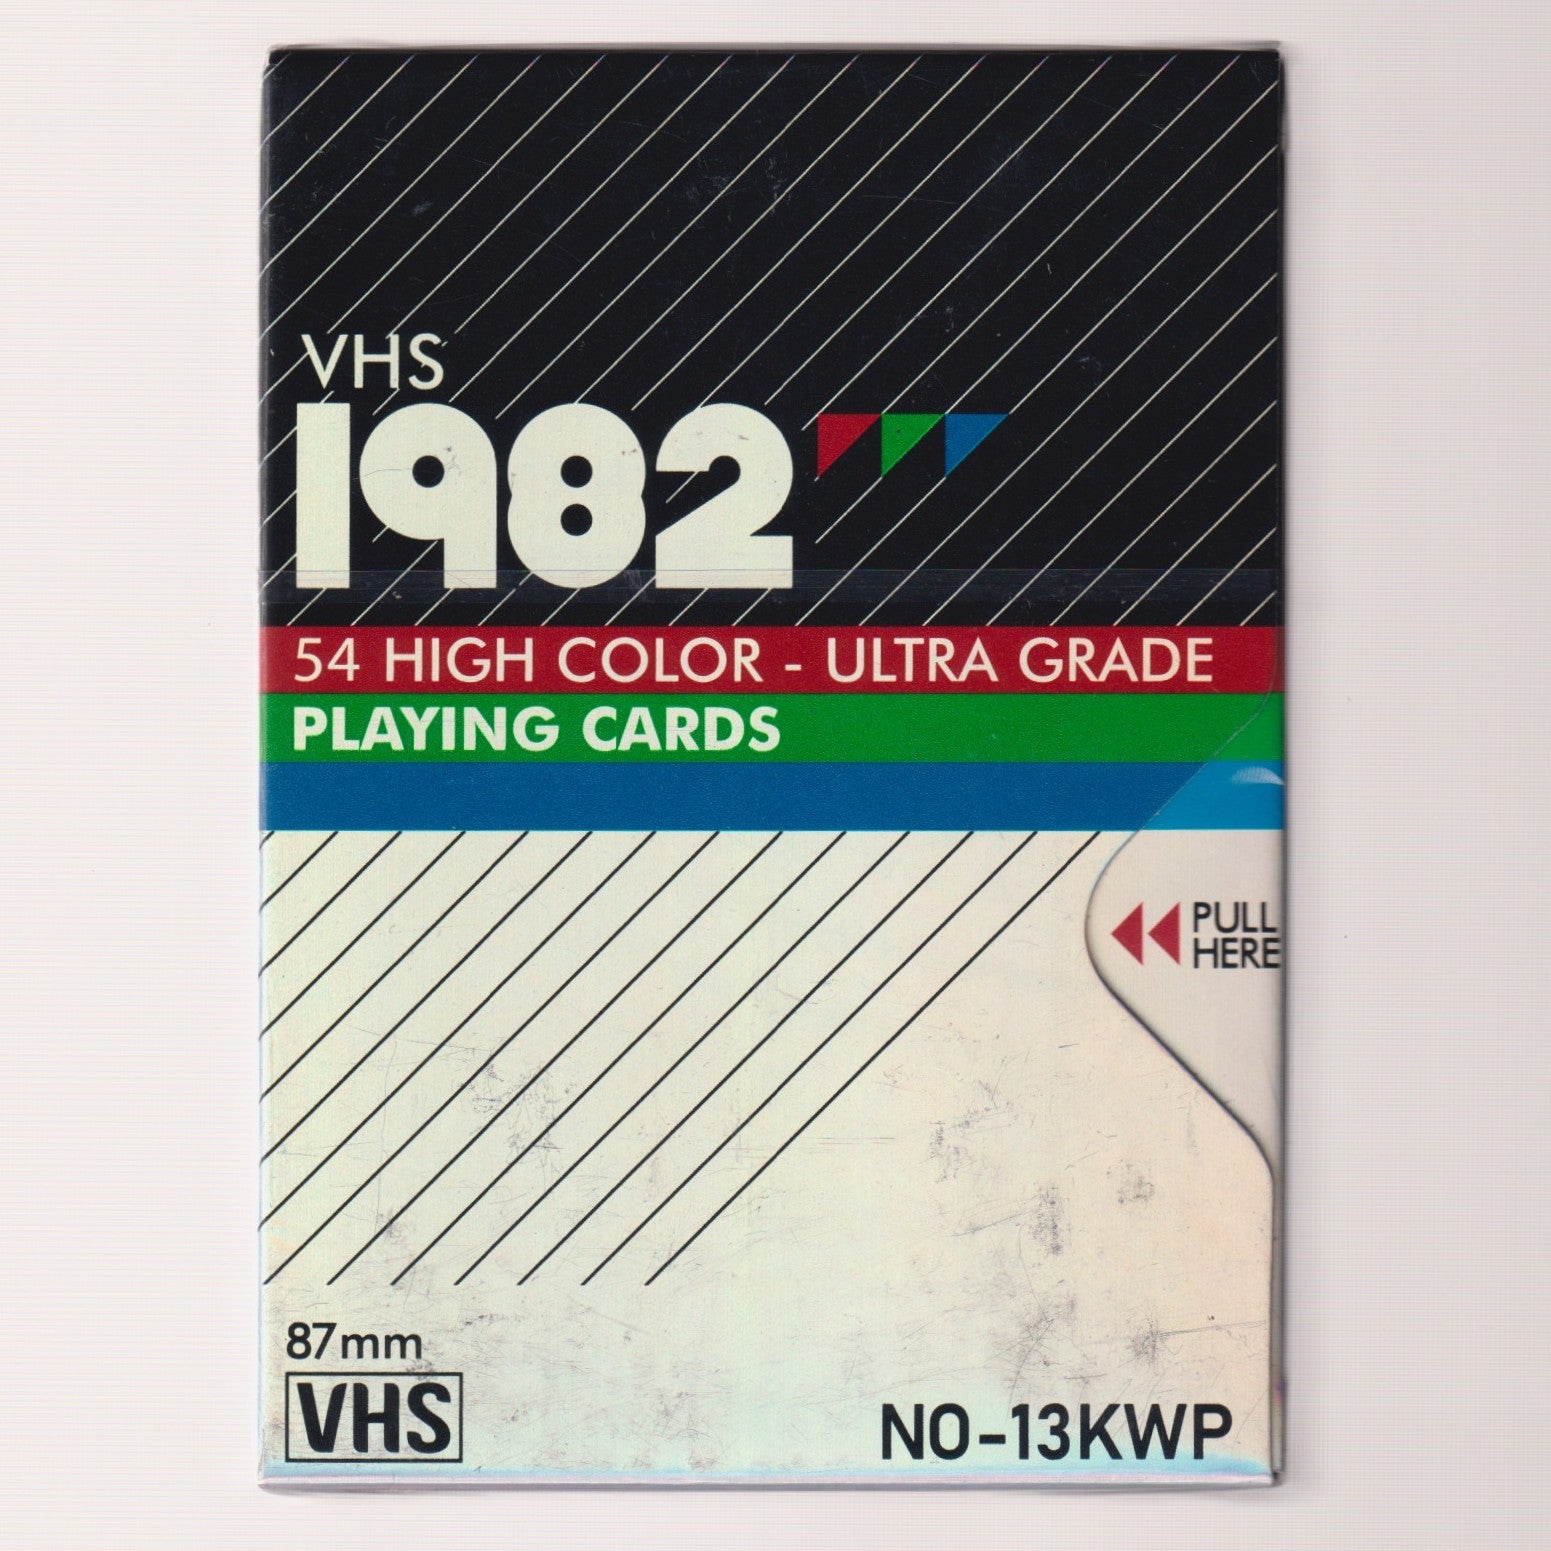 VHS
1982
54 HIGH COLOR - ULTRA GRADE
PLAYING CARDS
PULL
HERE
87mm
VHS
NO-13KWP